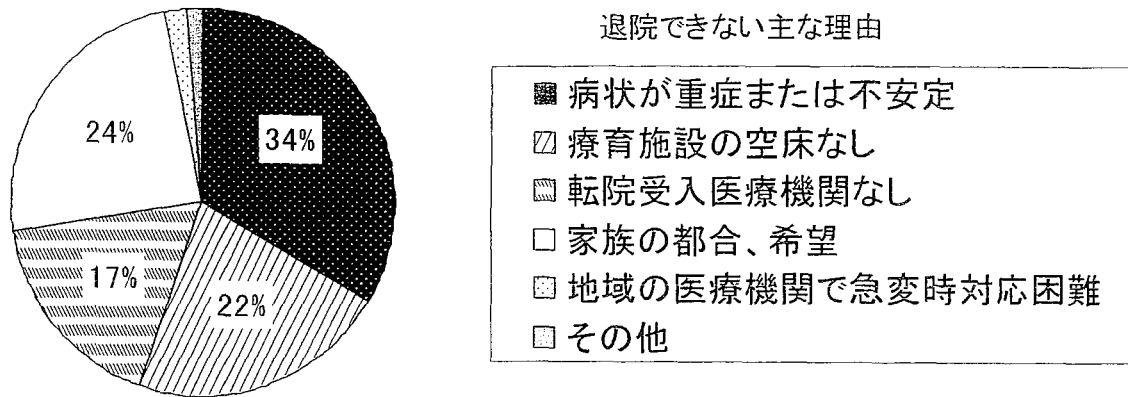 退院できない主な理由
34%
22%
17%
24%
病状が重症または不安定
療育施設の空床なし
転院受入医療機関なし
家族の都合、希望
地域の医療機関で急変時対応困難
その他